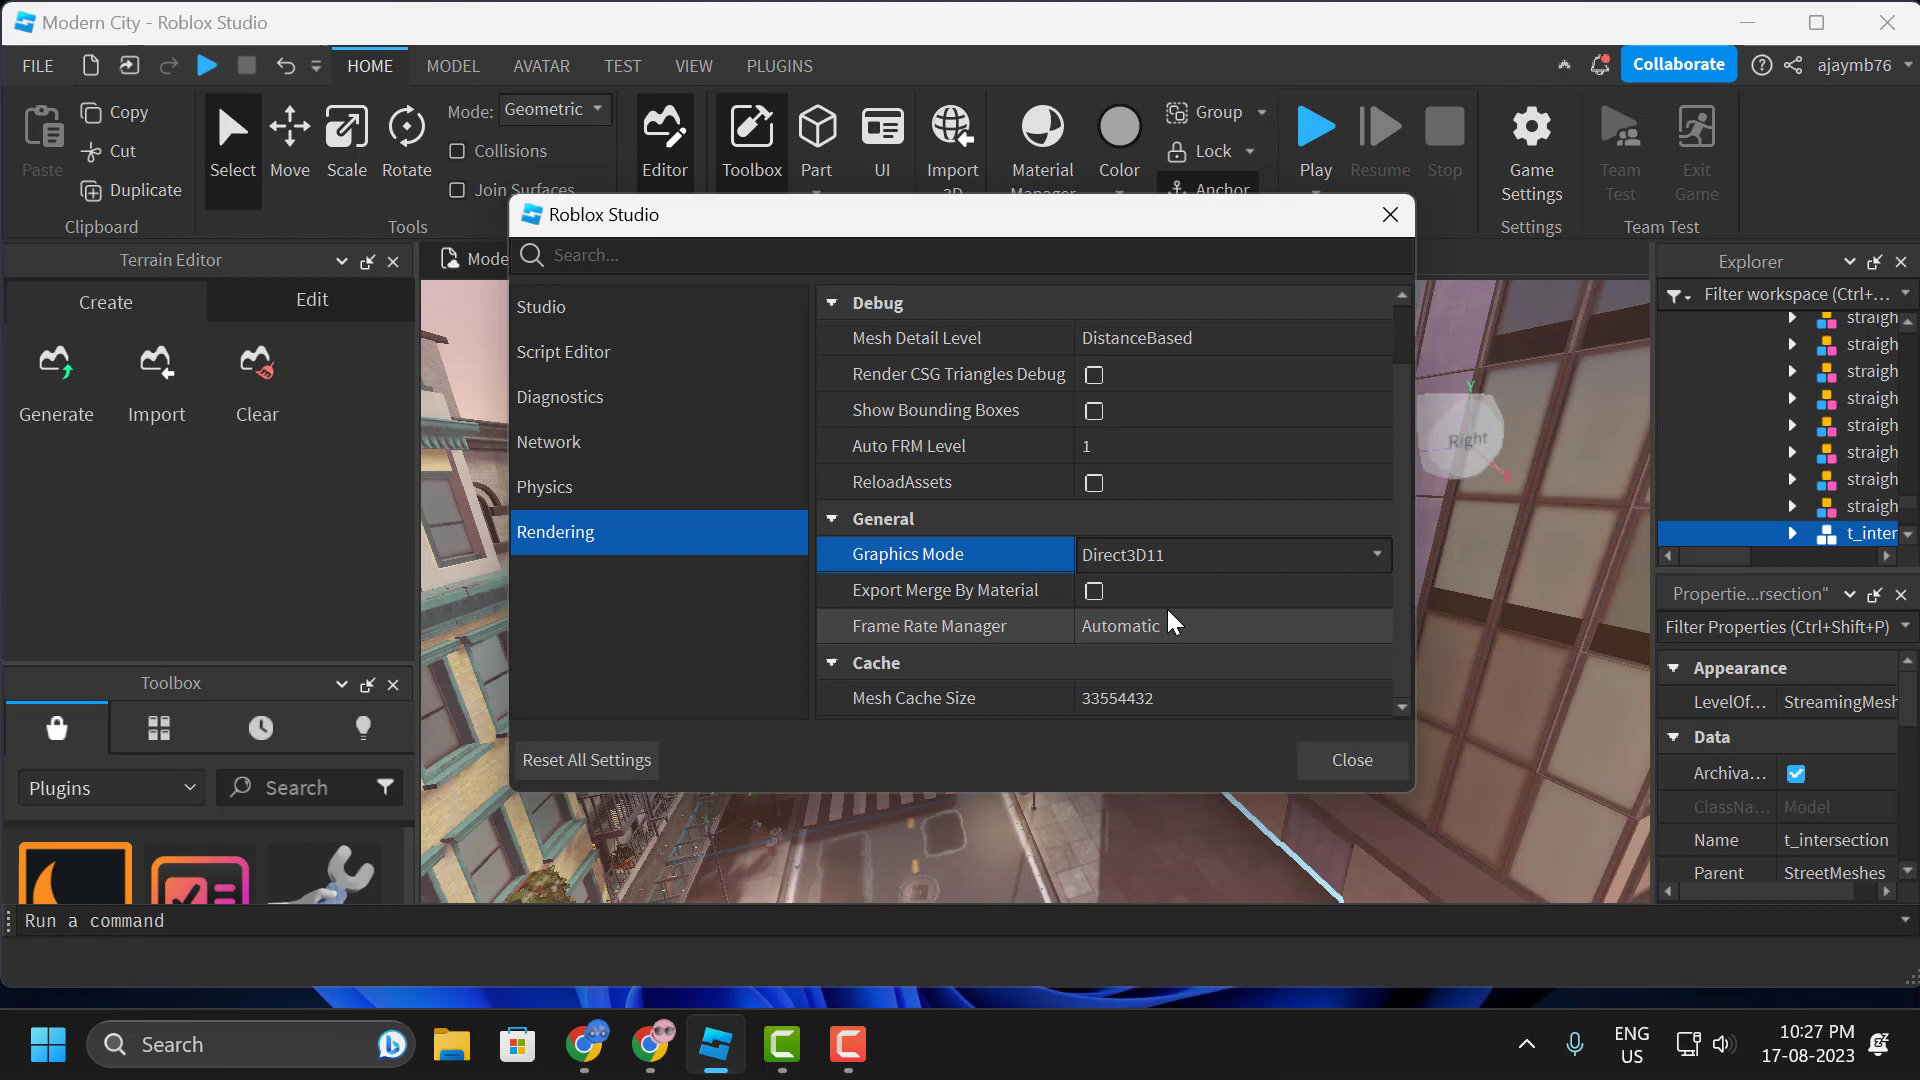 Modern City - Roblox Studio
FILE HOME MODEL AVATAR TEST VIEW PLUGINS Collaborate ajaymb76
Paste
Copy
Cut
Duplicate
Clipboard
Select
Move
Scale
Rotate
Mode: Geometric
Collisions
Join Surfaces
Tools
Editor
Toolbox
Part
UI
Import
3D
Material
Manager
Color
Group
Lock
Anchor
Play
Resume
Stop
Game
Settings
Settings
Team
Test
Exit
Game
Team Test
Terrain Editor
Create Edit
Generate Import Clear
Toolbox
Plugins Search
Mode
Roblox Studio
Search...
Studio
Script Editor
Diagnostics
Network
Physics
Rendering
Debug
Mesh Detail Level DistanceBased
Render CSG Triangles Debug
Show Bounding Boxes
Auto FRM Level 1
ReloadAssets
General
Graphics Mode Direct3D11
Export Merge By Material
Frame Rate Manager Automatic
Cache
Mesh Cache Size 33554432
Reset All Settings Close
Y
Right
Explorer
Filter workspace (Ctrl+...
straigh
straigh
straigh
straigh
straigh
straigh
straigh
straigh
t_inter
Propertie...rsection"
Filter Properties (Ctrl+Shift+P)
Appearance
LevelOf... StreamingMesh
Data
Archiva...
ClassNa... Model
Name t_intersection
Parent StreetMeshes
Run a command
Search
ENG
US
10:27 PM
17-08-2023